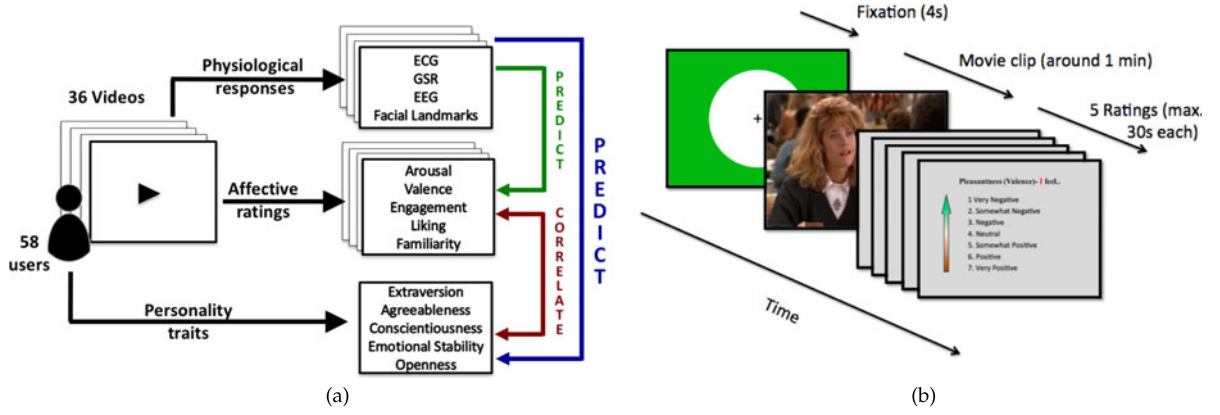 36 Videos
58
users
Physiological
responses
ECG
GSR
EEG
Facial Landmarks
Affective
ratings
Arousal
Valence
Engagement
Liking
Familiarity
Personality
traits
Extraversion
Agreeableness
Conscientiousness
Emotional Stability
Openness
PREDICT
CORRELATE
PREDICT
(a)
Fixation (4s)
Movie clip (around 1 min)
5 Ratings (max.
30s each)
+
Pleasantness (Valence)- I feel..
1 Very Negative
2. Somewhat Negative
3. Negative
4. Neutral
5. Somewhat Positive
6. Positive
7. Very Positive
Time
(b)